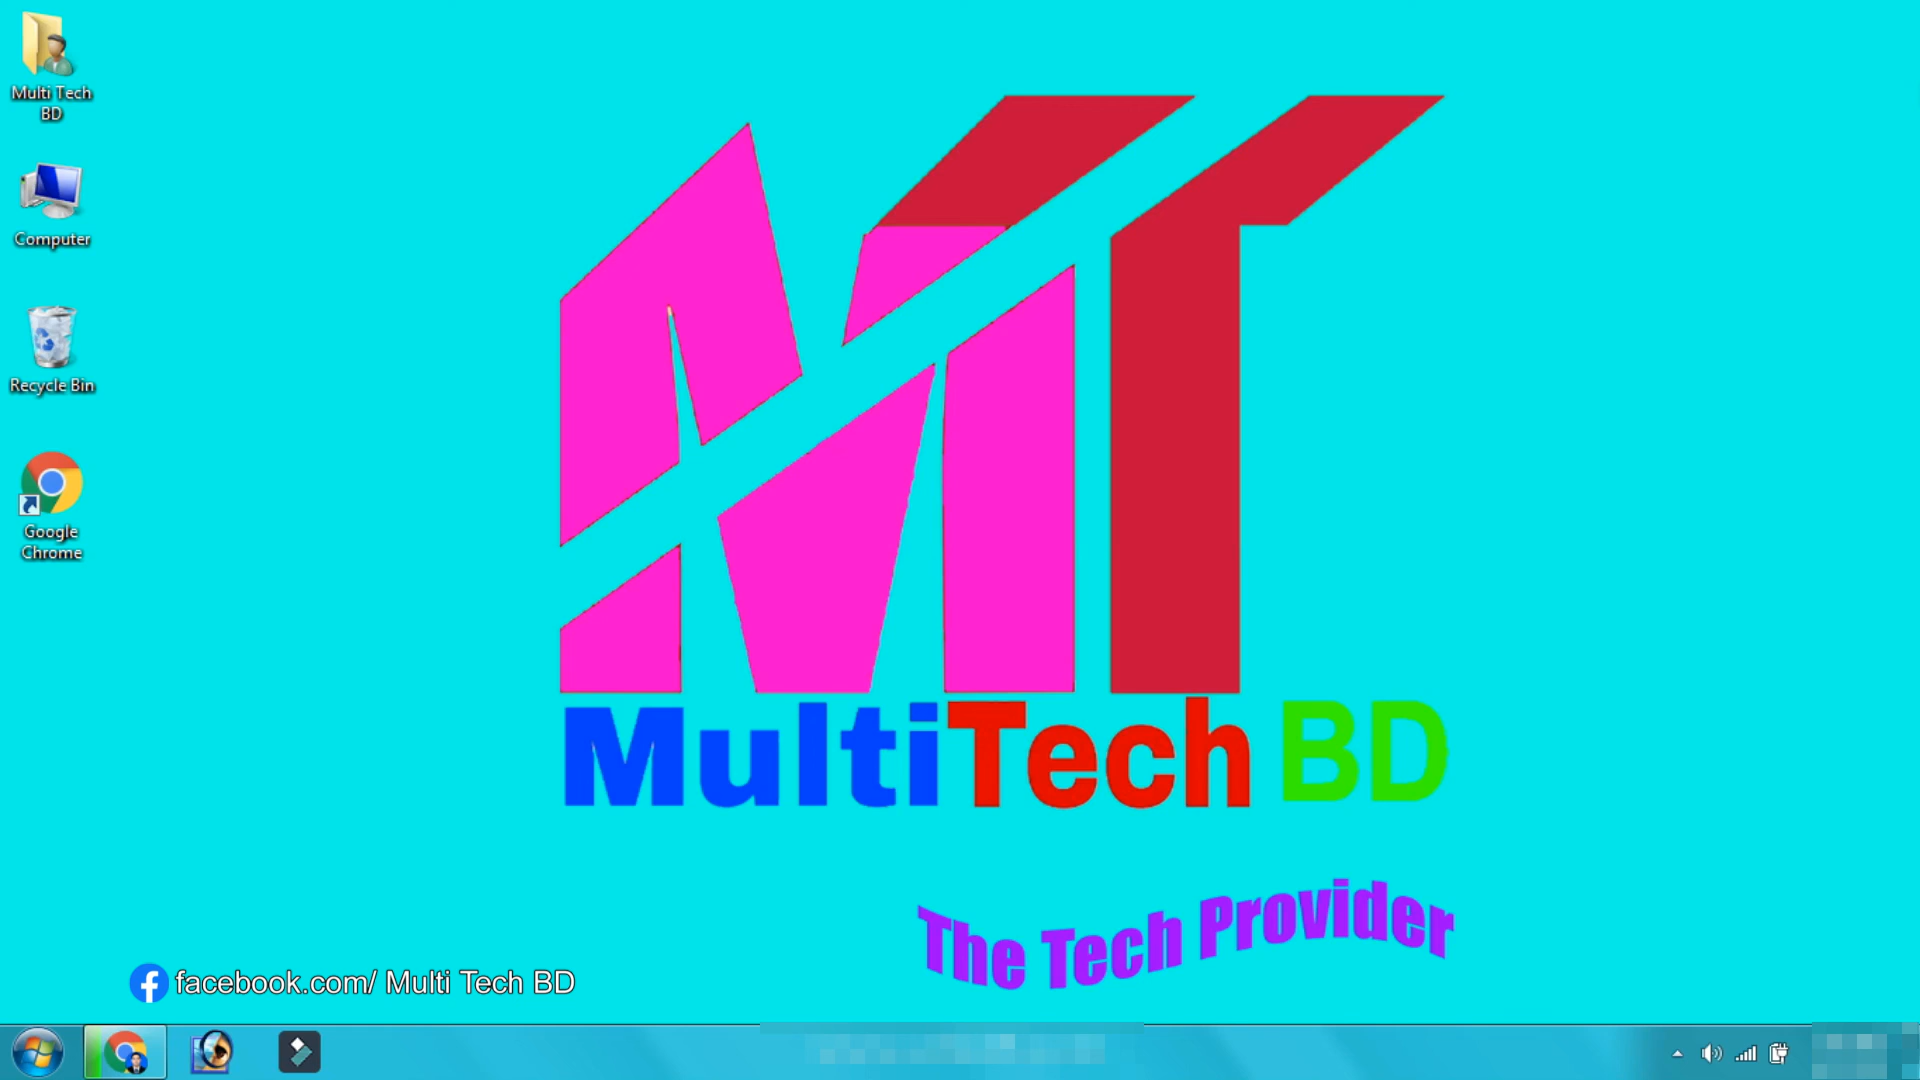 Multi Tech
BD
Computer
Recycle Bin
Google
Chrome
MT
MultiTech BD
The Tech Provider
facebook.com/ Multi Tech BD